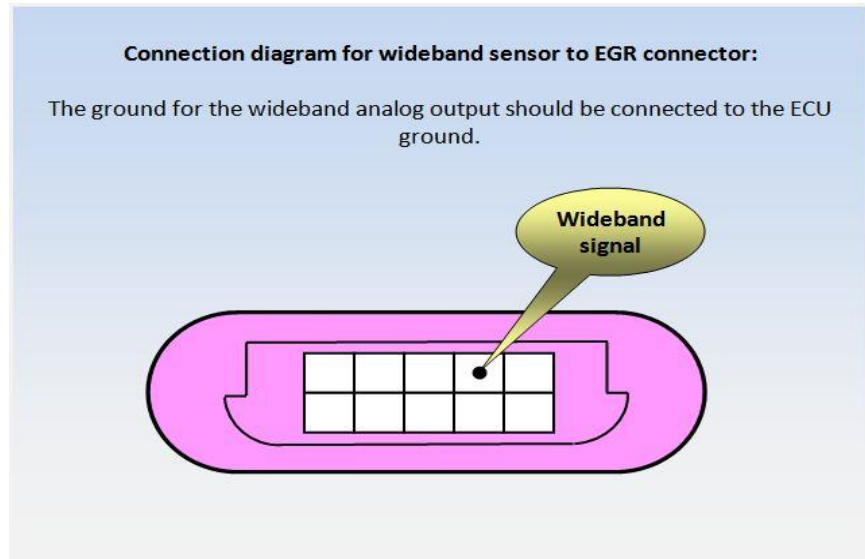 Connection diagram for wideband sensor to EGR connector:
The ground for the wideband analog output should be connected to the ECU
ground.
Wideband
signal